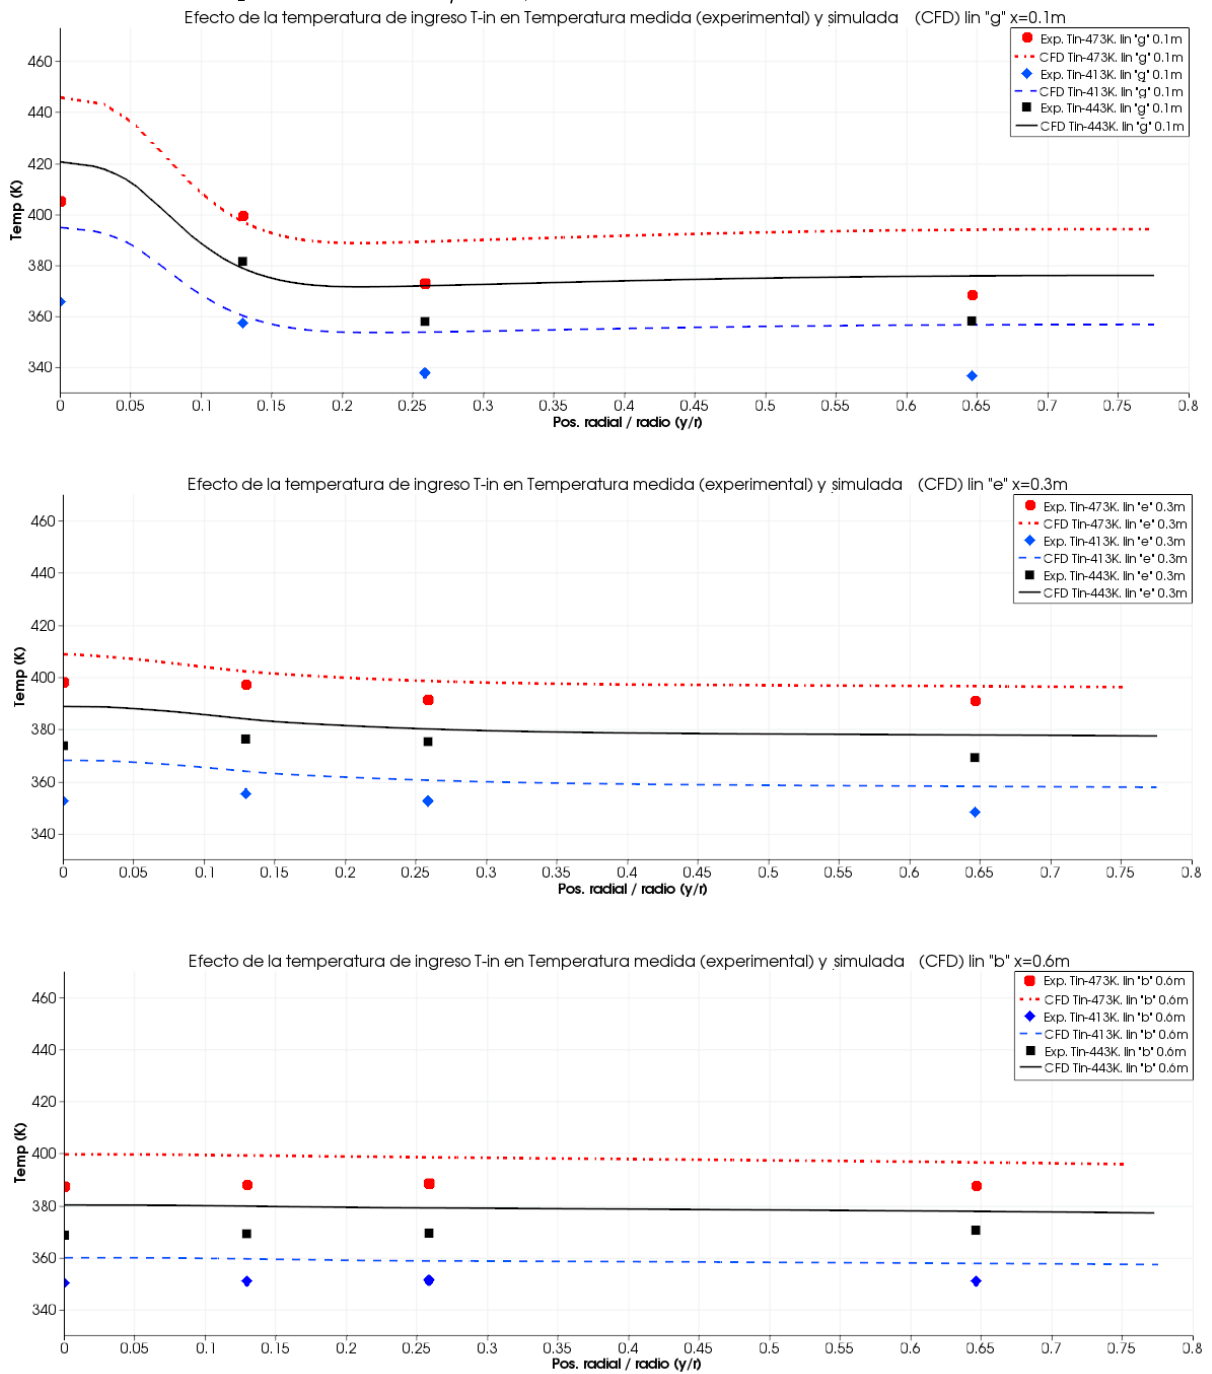 Efecto de la temperatura de ingreso T-in en Temperatura medida (experimental) y simulada (CFD) lin "g" x=0.1m
Exp. Tin-473K. lin "g" 0.1m
CFD Tin-473K. lin "g" 0.1m
Exp. Tin-413K. lin "g" 0.1m
CFD Tin-413K. lin "g" 0.1m
Exp. Tin-443K. lin "g" 0.1m
CFD Tin-443K. lin "g" 0.1m
Temp (K)
460
440
420
400
380
360
340
0 0.05 0.1 0.15 0.2 0.25 0.3 0.35 0.4 0.45 0.5 0.55 0.6 0.65 0.7 0.75 0.8
Pos. radial / radio (y/r)
Efecto de la temperatura de ingreso T-in en Temperatura medida (experimental) y simulada (CFD) lin "e" x=0.3m
Exp. Tin-473K. lin "e" 0.3m
CFD Tin-473K. lin "e" 0.3m
Exp. Tin-413K. lin "e" 0.3m
CFD Tin-413K. lin "e" 0.3m
Exp. Tin-443K. lin "e" 0.3m
CFD Tin-443K. lin "e" 0.3m
Temp (K)
460
440
420
400
380
360
340
0 0.05 0.1 0.15 0.2 0.25 0.3 0.35 0.4 0.45 0.5 0.55 0.6 0.65 0.7 0.75 0.8
Pos. radial / radio (y/r)
Efecto de la temperatura de ingreso T-in en Temperatura medida (experimental) y simulada (CFD) lin "b" x=0.6m
Exp. Tin-473K. lin "b" 0.6m
CFD Tin-473K. lin "b" 0.6m
Exp. Tin-413K. lin "b" 0.6m
CFD Tin-413K. lin "b" 0.6m
Exp. Tin-443K. lin "b" 0.6m
CFD Tin-443K. lin "b" 0.6m
Temp (K)
460
440
420
400
380
360
340
0 0.05 0.1 0.15 0.2 0.25 0.3 0.35 0.4 0.45 0.5 0.55 0.6 0.65 0.7 0.75 0.8
Pos. radial / radio (y/r)